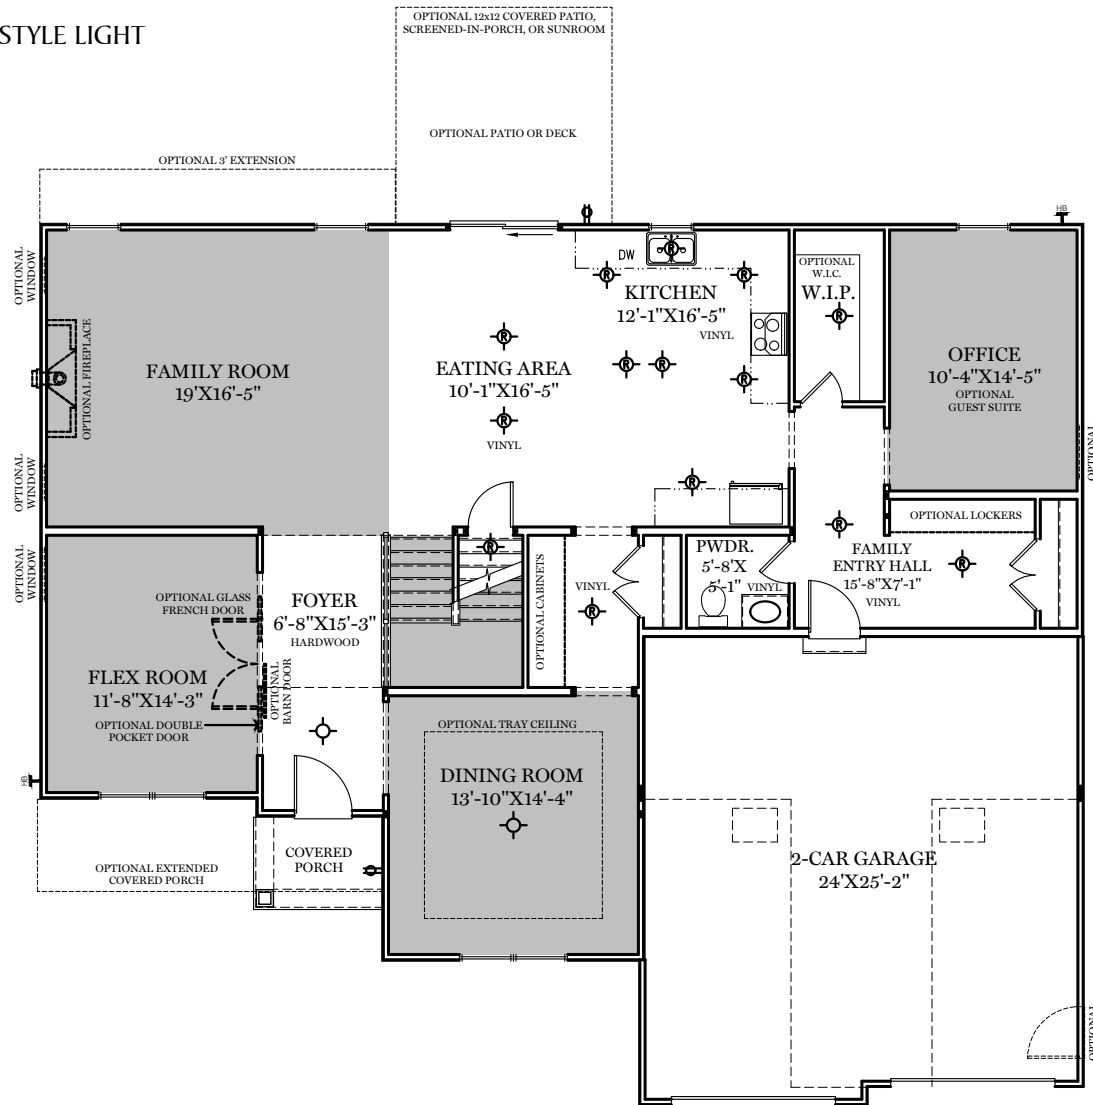 STYLE LIGHT
OPTIONAL 12x12 COVERED PATIO,
SCREENED-IN-PORCH, OR SUNROOM
OPTIONAL PATIO OR DECK
OPTIONAL 3' EXTENSION
HB
OPTIONAL
WINDOW
OPTIONAL FIREPLACE
FAMILY ROOM
19'X16'-5"
EATING AREA
10'-1"X16'-5"
VINYL
DW
R
R
R
KITCHEN
12'-1"X16'-5"
VINYL
R
R
R
R
R
R
OPTIONAL
W.I.C.
W.I.P.
R
OFFICE
10'-4"X14'-5"
OPTIONAL
GUEST SUITE
OPTIONAL
OPTIONAL
WINDOW
OPTIONAL
WINDOW
OPTIONAL LOCKERS
R
R
FAMILY
ENTRY HALL
15'-8"X7'-1"
VINYL
PWDR.
5'-8'X
5'-1"
VINYL
R
VINYL
R
OPTIONAL CABINETS
OPTIONAL GLASS
FRENCH DOOR
FOYER
6'-8"X15'-3"
HARDWOOD
FLEX ROOM
11'-8"X14'-3"
OPTIONAL
BARN DOOR
OPTIONAL DOUBLE
POCKET DOOR
HB
OPTIONAL TRAY CEILING
DINING ROOM
13'-10"X14'-4"
COVERED
PORCH
OPTIONAL EXTENDED
COVERED PORCH
2-CAR GARAGE
24'X25'-2"
OPTIONAL